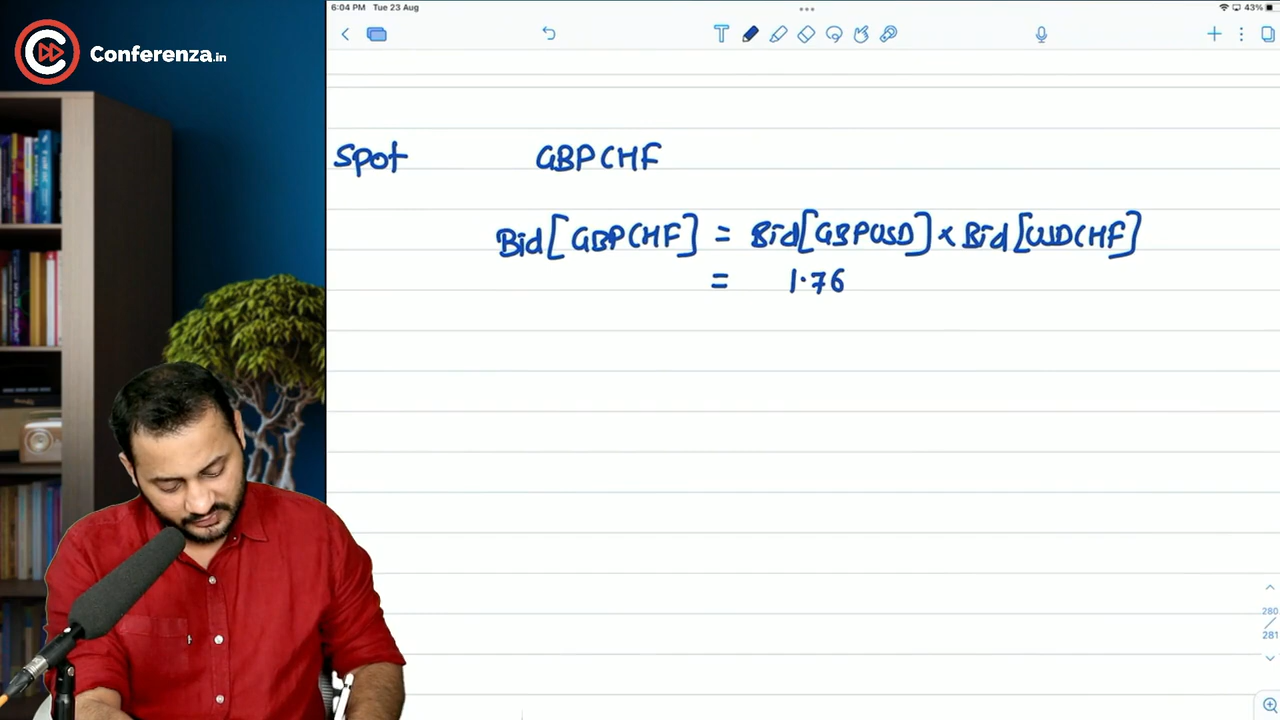 6:04 PM Tue 23 Aug
43%
Conferenza.in
Spot GBPCHF
Bid[GBPCHF] = Bid[GBPUSD] × Bid[USDCHF]
= 1.76
280
281